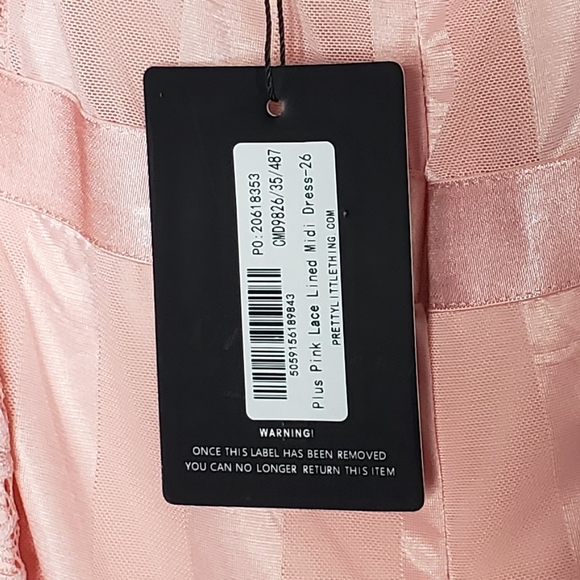 PO:20618353
CMD9826/35/487
5059156189843
Plus Pink Lace Lined Midi Dress-26
PRETTYLITTLETHING.COM
WARNING!
ONCE THIS LABEL HAS BEEN REMOVED
YOU CAN NO LONGER RETURN THIS ITEM